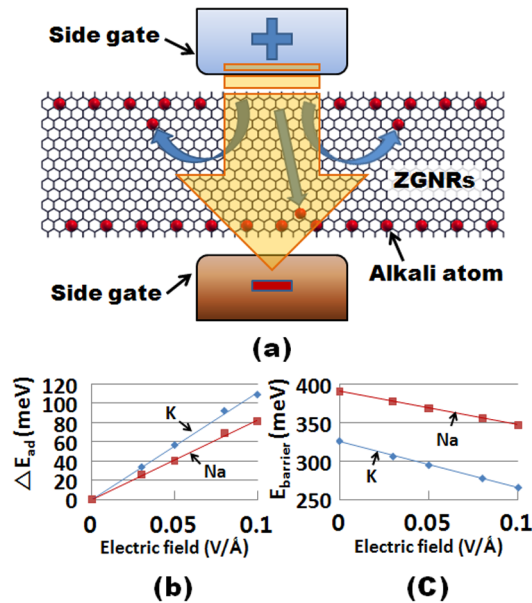 Side gate
ZGNRs
Side gate
Alkali atom
(a)
△E_ad (meV)
120
100
80
60
40
20
0
K
Na
0
0.05
0.1
Electric field (V/Å)
(b)
E_barrier (meV)
400
350
300
250
Na
K
0
0.05
0.1
Electric field (V/Å)
(C)